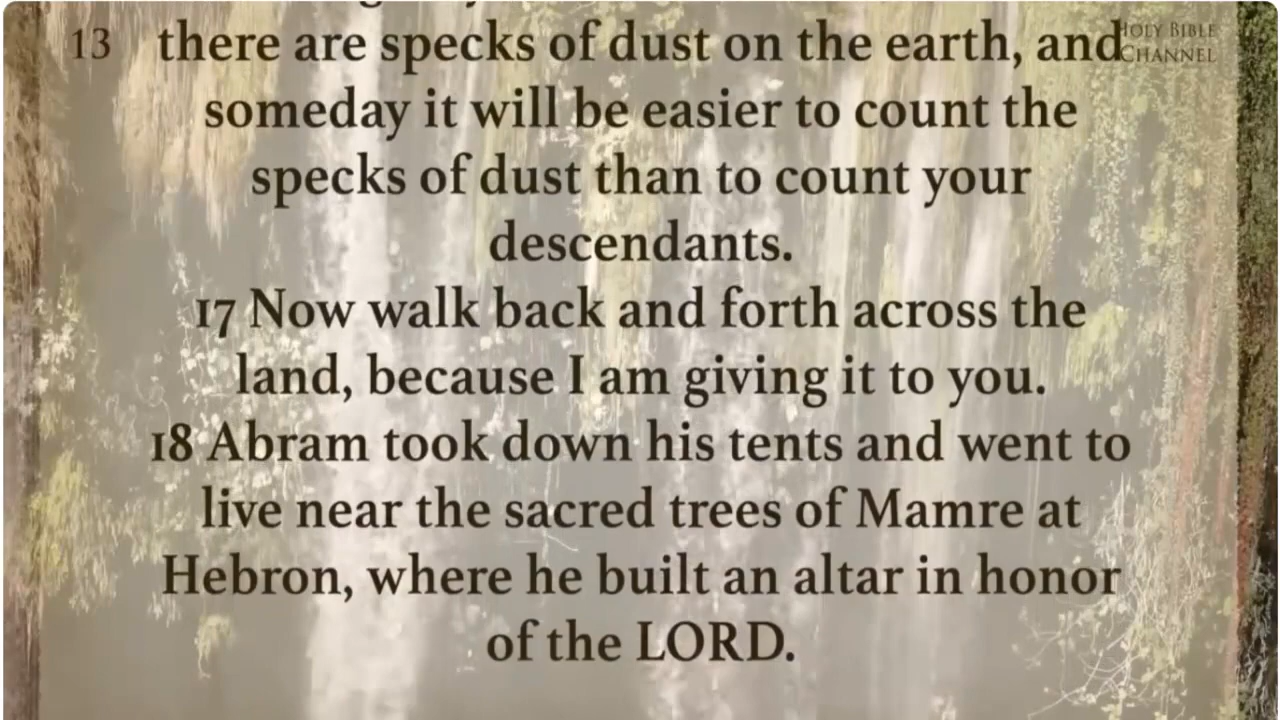 13 there are specks of dust on the earth, and
HOLY BIBLE
CHANNEL
someday it will be easier to count the
specks of dust than to count your
descendants.
17 Now walk back and forth across the
land, because I am giving it to you.
18 Abram took down his tents and went to
live near the sacred trees of Mamre at
Hebron, where he built an altar in honor
of the LORD.